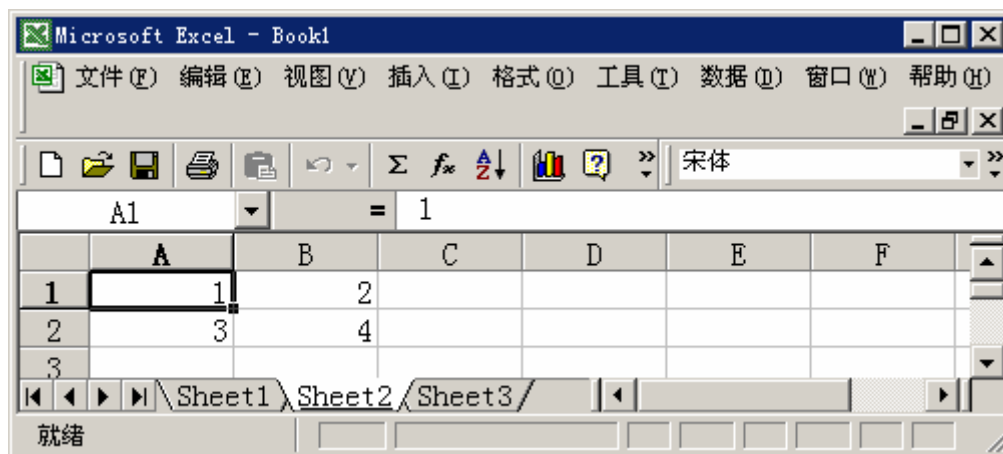 Microsoft Excel - Book1
文件(F) 编辑(E) 视图(V) 插入(I) 格式(O) 工具(T) 数据(D) 窗口(W) 帮助(H)
Σ fx A Z ? 宋体
A1 = 1
A B C D E F
1 1 2
2 3 4
3
Sheet1 Sheet2 Sheet3
就绪